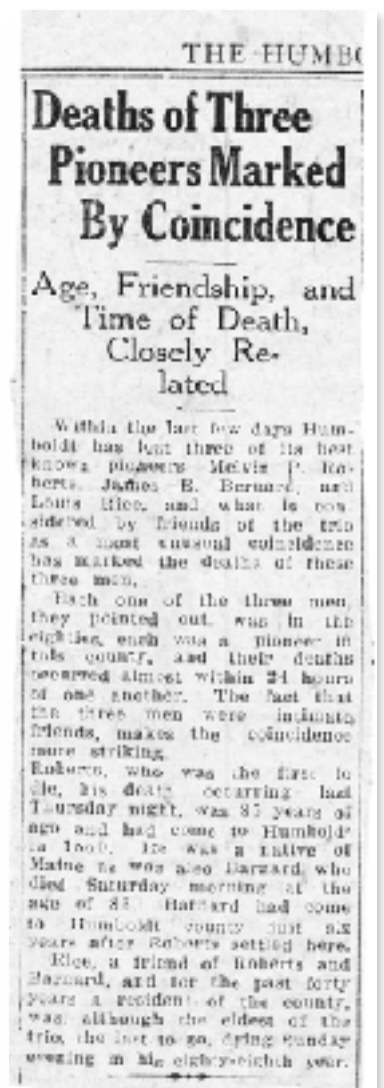 THE HUMBO
Deaths of Three
Pioneers Marked
By Coincidence
Age, Friendship, and
Time of Death,
Closely Re-
lated
Within the last few days Hum-
boldt has lost three of its best
known pioneers Melvin P. Ro-
berts, James B. Bernard, and
Louis Rice, and what is con-
sidered by friends of the trio
as a most unusual coincidence
has marked the deaths of these
three men.
Each one of the three men,
they pointed out, was in the
eighties, each was a pioneer in
this county, and their deaths
occurred almost within 24 hours
of one another. The fact that
the three men were intimate
friends, makes the coincidence
more striking.
Roberts, who was the first to
die, his death occurring last
Thursday night, was 85 years of
age and had come to Humboldt
in He was a native of
Maine as was also Barnard who
died Saturday morning at the
age of Barnard had come
to Humboldt county just six
years after Roberts settled here.
Rice, a friend of Roberts and
Barnard, and for the past forty
years a resident of the county,
was, although the eldest of the
trio, the last to go, dying Sunday
evening in his eighty-eighth year.